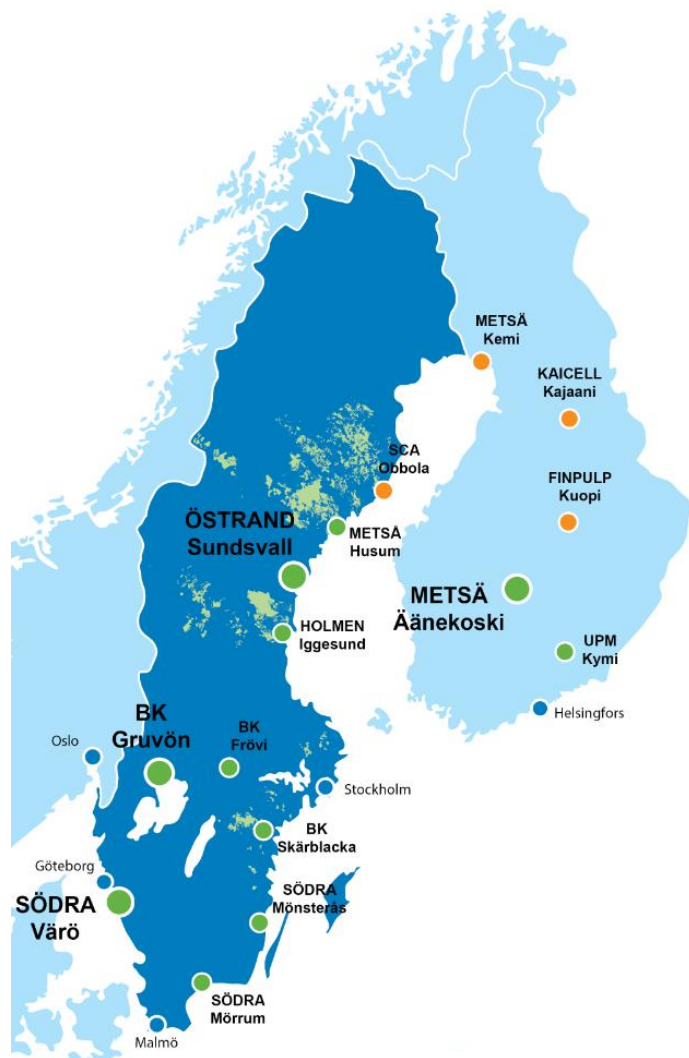 METSÄ
Kemi
KAICELL
Kajaani
SCA
Obbola
FINPULP
Kuopi
ÖSTRAND
Sundsvall
METSÄ
Husum
METSÄ
Äänekoski
HOLMEN
Iggesund
UPM
Kymi
BK
Gruvön
BK
Frövi
Helsingfors
Oslo
Stockholm
BK
Skärblacka
Göteborg
SÖDRA
Värö
SÖDRA
Mönsterås
SÖDRA
Mörrum
Malmö